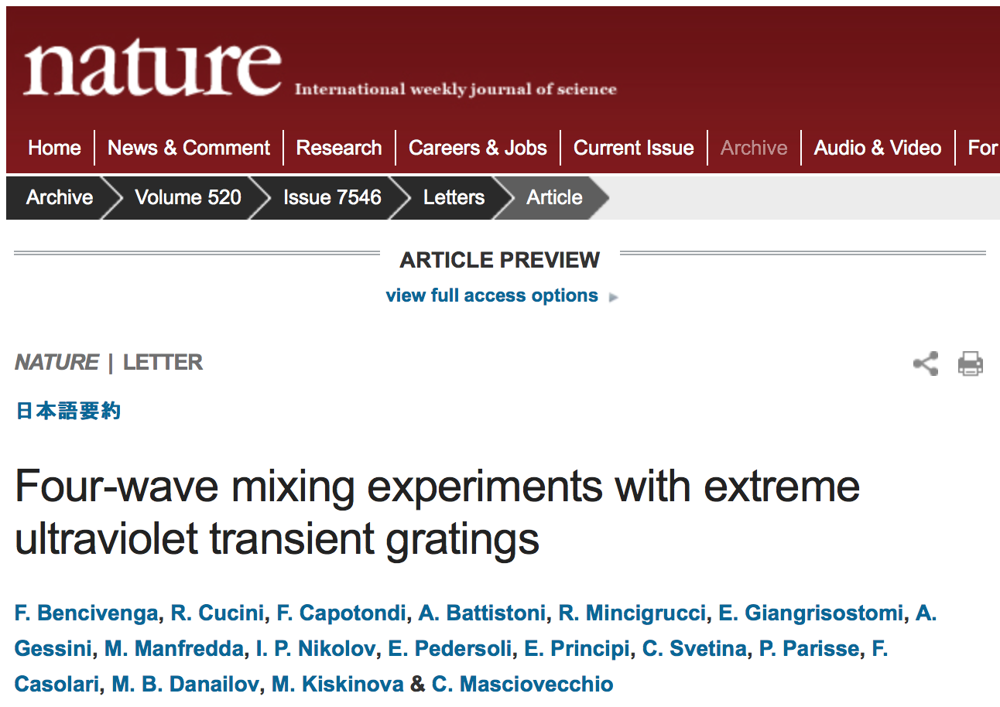 nature International weekly journal of science
Home News & Comment Research Careers & Jobs Current Issue Archive Audio & Video For
Archive Volume 520 Issue 7546 Letters Article
ARTICLE PREVIEW
view full access options
NATURE | LETTER
日本語要約
Four-wave mixing experiments with extreme
ultraviolet transient gratings
F. Bencivenga, R. Cucini, F. Capotondi, A. Battistoni, R. Mincigrucci, E. Giangrisostomi, A.
Gessini, M. Manfredda, I. P. Nikolov, E. Pedersoli, E. Principi, C. Svetina, P. Parisse, F.
Casolari, M. B. Danailov, M. Kiskinova & C. Masciovecchio